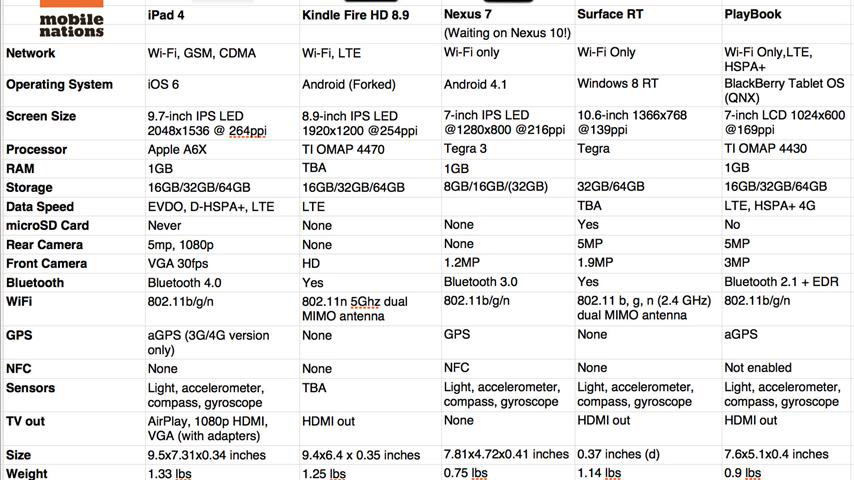 mobile
nations
iPad 4 Kindle Fire HD 8.9 Nexus 7 Surface RT PlayBook
(Waiting on Nexus 10!)
Network Wi-Fi, GSM, CDMA Wi-Fi, LTE Wi-Fi only Wi-Fi Only Wi-Fi Only,LTE,
HSPA+
Operating System iOS 6 Android (Forked) Android 4.1 Windows 8 RT BlackBerry Tablet OS
(QNX)
Screen Size 9.7-inch IPS LED 8.9-inch IPS LED 7-inch IPS LED 10.6-inch 1366x768 7-inch LCD 1024x600
2048x1536 @ 264ppi 1920x1200 @254ppi @1280x800 @216ppi @139ppi @169ppi
Processor Apple A6X TI OMAP 4470 Tegra 3 Tegra TI OMAP 4430
RAM 1GB TBA 1GB 1GB
Storage 16GB/32GB/64GB 16GB/32GB/64GB 8GB/16GB/(32GB) 32GB/64GB 16GB/32GB/64GB
Data Speed EVDO, D-HSPA+, LTE LTE TBA LTE, HSPA+ 4G
microSD Card Never None None Yes No
Rear Camera 5mp, 1080p None None 5MP 5MP
Front Camera VGA 30fps HD 1.2MP 1.9MP 3MP
Bluetooth Bluetooth 4.0 Yes Bluetooth 3.0 Yes Bluetooth 2.1 + EDR
WiFi 802.11b/g/n 802.11n 5Ghz dual 802.11b/g/n 802.11 b, g, n (2.4 GHz) 802.11b/g/n
MIMO antenna dual MIMO antenna
GPS aGPS (3G/4G version None GPS None aGPS
only)
NFC None None NFC None Not enabled
Sensors Light, accelerometer, TBA Light, accelerometer, Light, accelerometer, Light, accelerometer,
compass, gyroscope compass, gyroscope compass, gyroscope compass, gyroscope
TV out AirPlay, 1080p HDMI, HDMI out None HDMI out HDMI out
VGA (with adapters)
Size 9.5x7.31x0.34 inches 9.4x6.4 x 0.35 inches 7.81x4.72x0.41 inches 0.37 inches (d) 7.6x5.1x0.4 inches
Weight 1.33 lbs 1.25 lbs 0.75 lbs 1.14 lbs 0.9 lbs